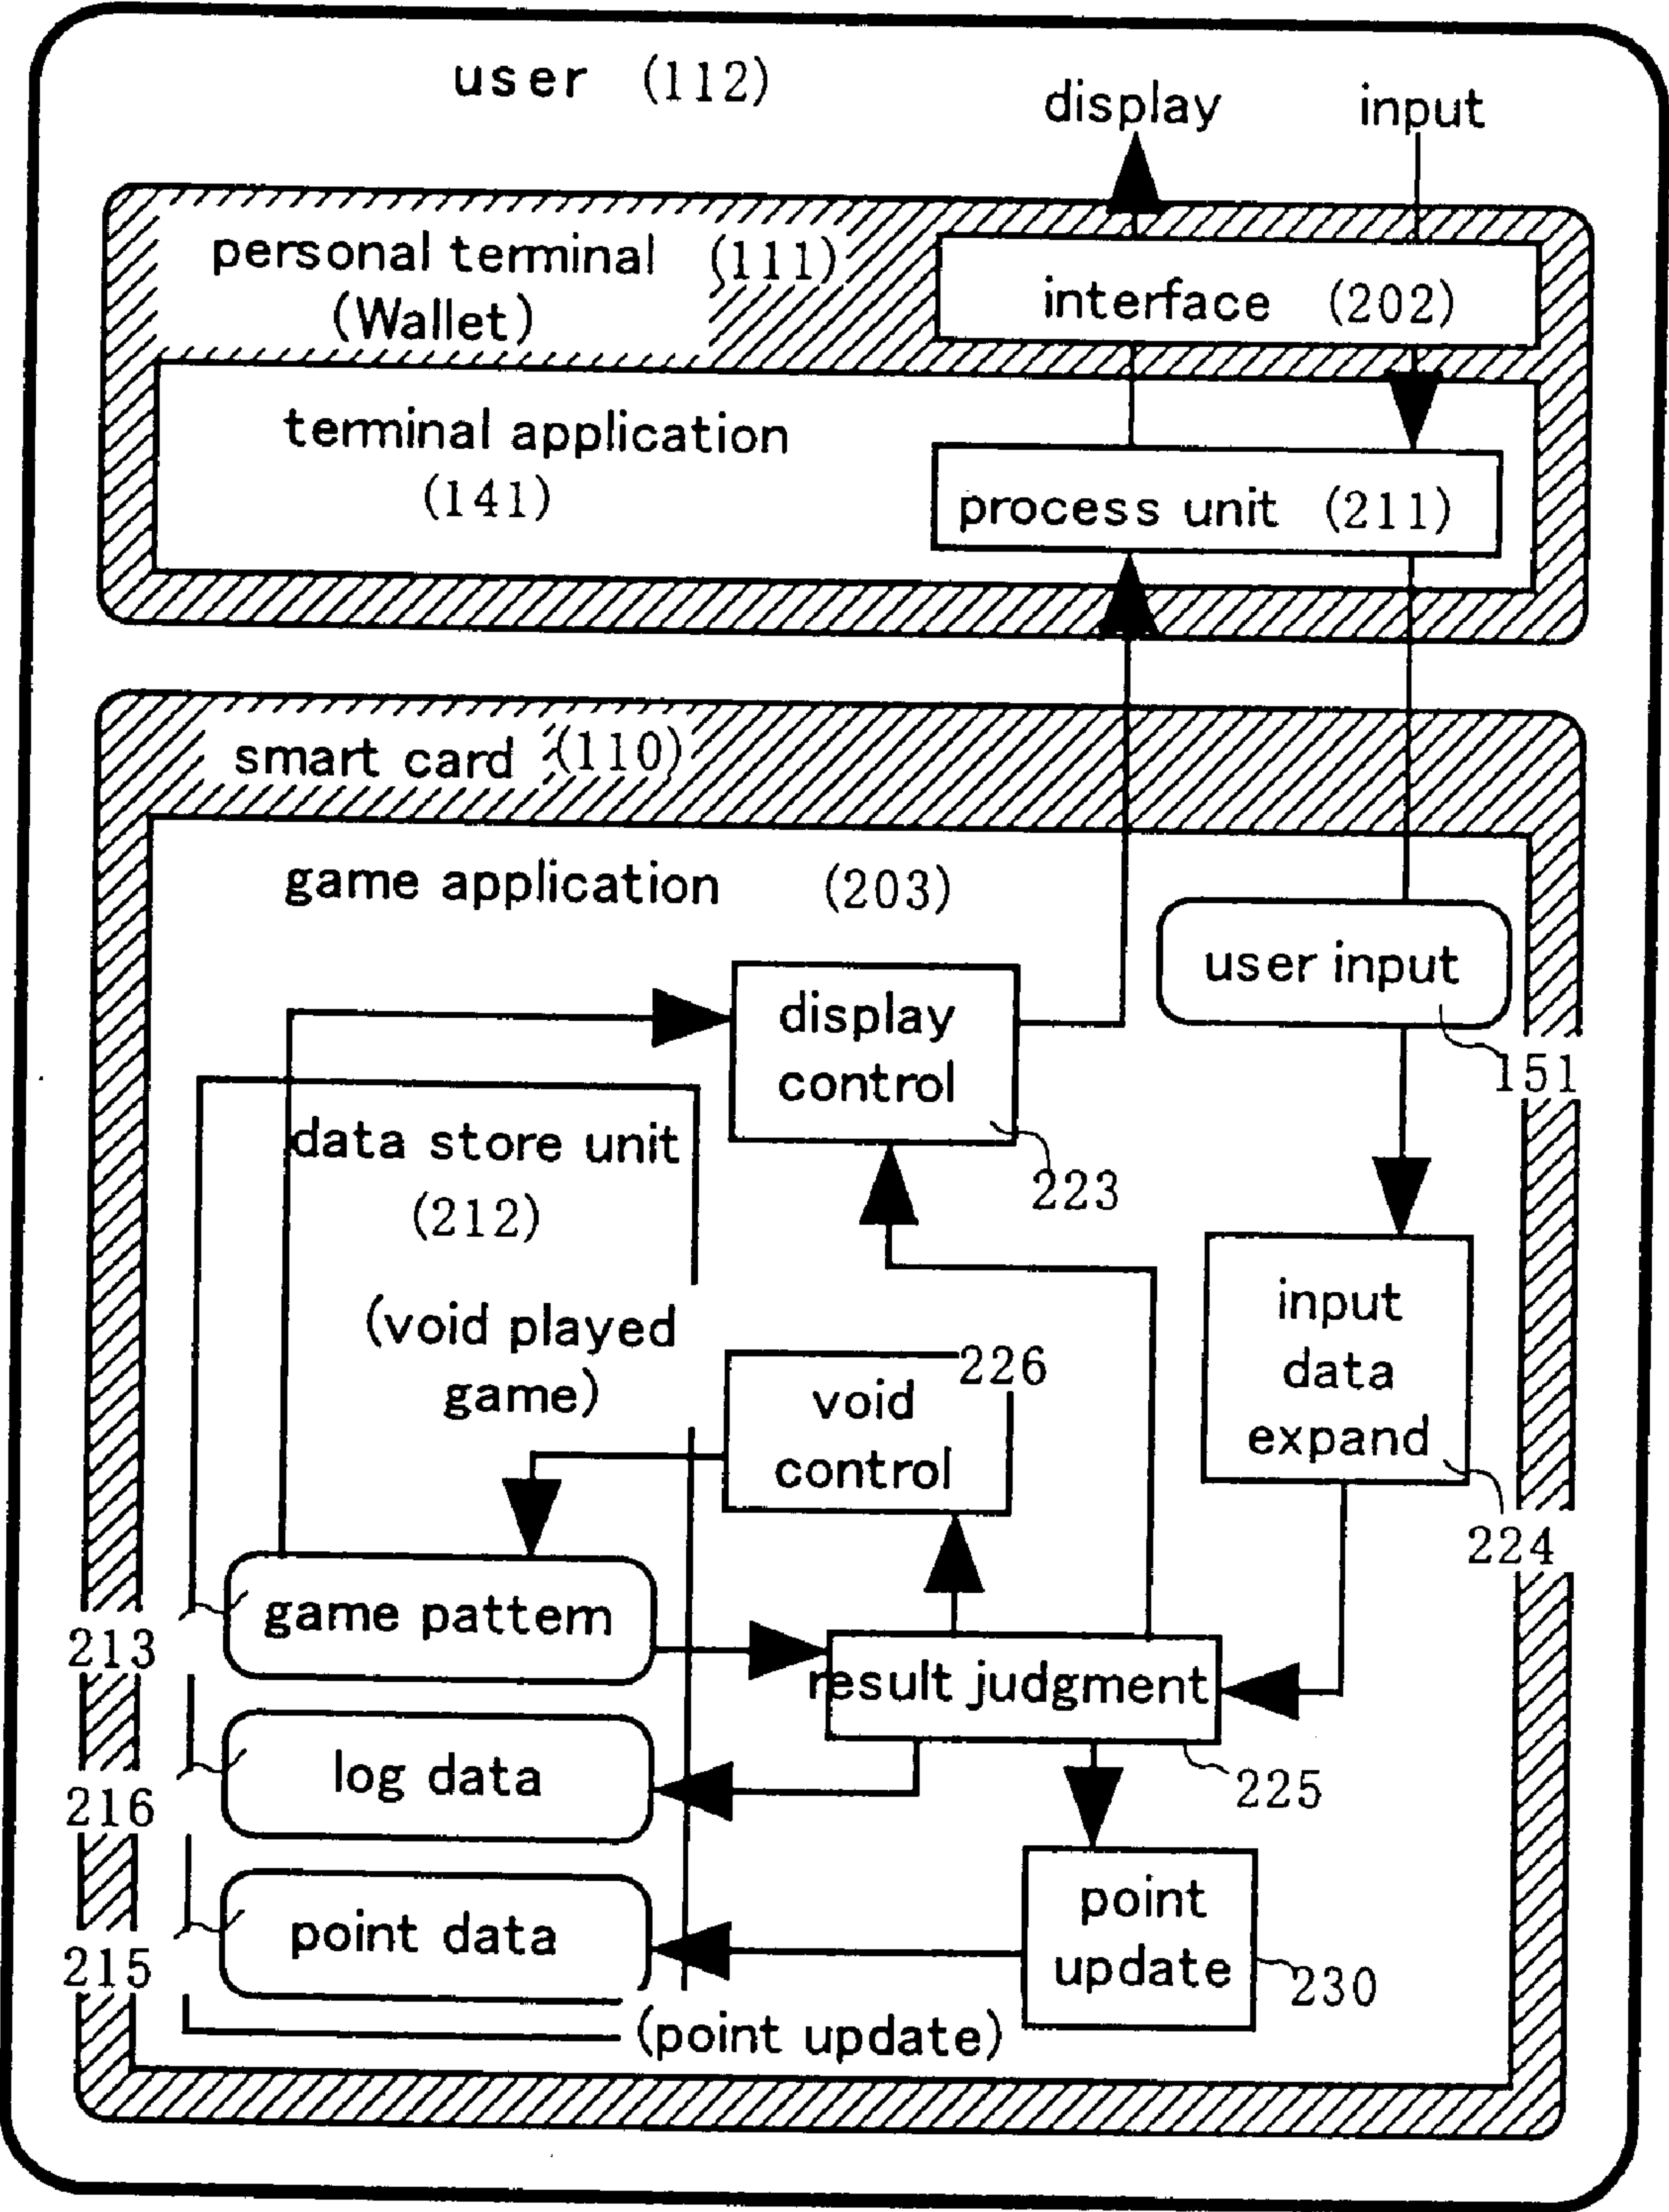 user (112)
display
input
personal terminal (111)
(Wallet)
interface (202)
terminal application
(141)
process unit (211)
smart card (110)
game application (203)
user input
151
display
control
223
data store unit
(212)
(void played
game)
226
void
control
input
data
expand
224
game pattern
213
result judgment
225
log data
216
point data
215
point
update
230
(point update)